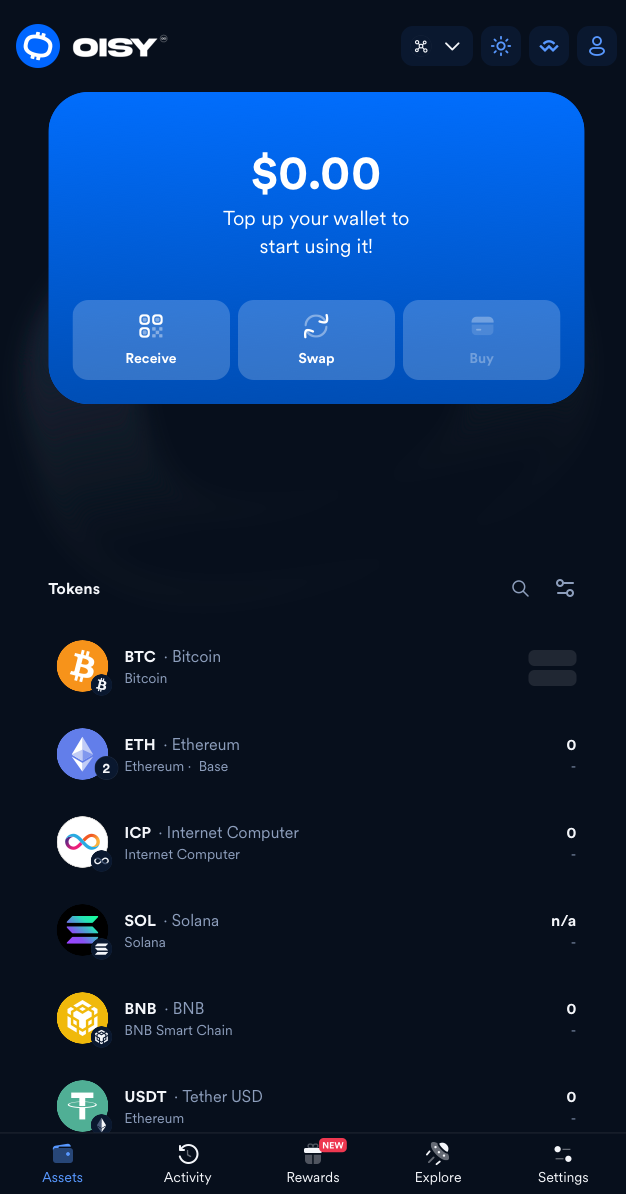 OISY
$0.00
Top up your wallet to
start using it!
Receive
Swap
Buy
Tokens
BTC · Bitcoin
Bitcoin
ETH · Ethereum
0
2
Ethereum · Base
-
ICP · Internet Computer
0
Internet Computer
-
SOL · Solana
n/a
Solana
-
BNB · BNB
0
BNB Smart Chain
-
USDT · Tether USD
0
Ethereum
-
NEW
Assets
Activity
Rewards
Explore
Settings